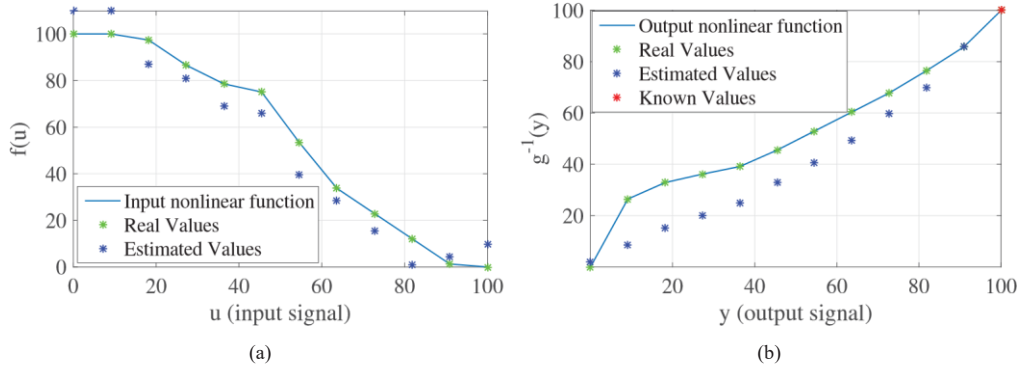 100
80
60
40
20
0
f(u)
Input nonlinear function
Real Values
Estimated Values
0
20
40
60
80
100
u (input signal)
(a)
100
80
60
40
20
g⁻¹(y)
Output nonlinear function
Real Values
Estimated Values
Known Values
20
40
60
80
100
y (output signal)
(b)